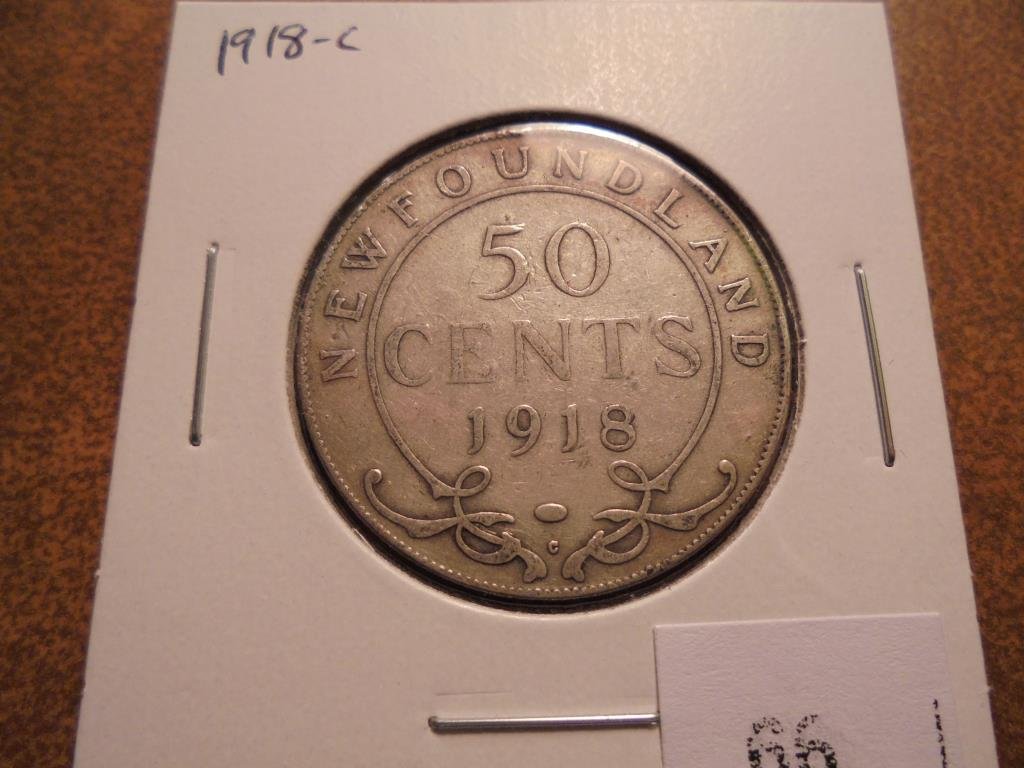 1918-C
NEWFOUNDLAND
50
CENTS
1918
C